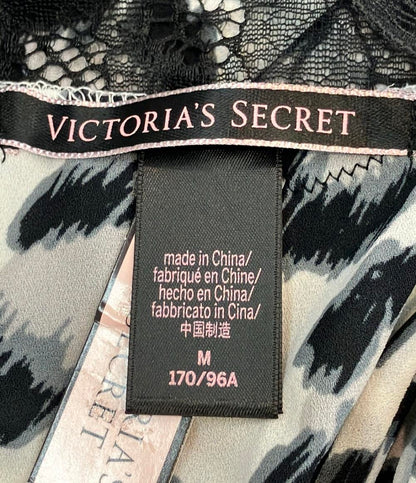 VICTORIA'S SECRET
made in China/
fabriqué en Chine/
hecho en China/
fabbricato in Cina/
中国制造
M
170/96A
SECRET